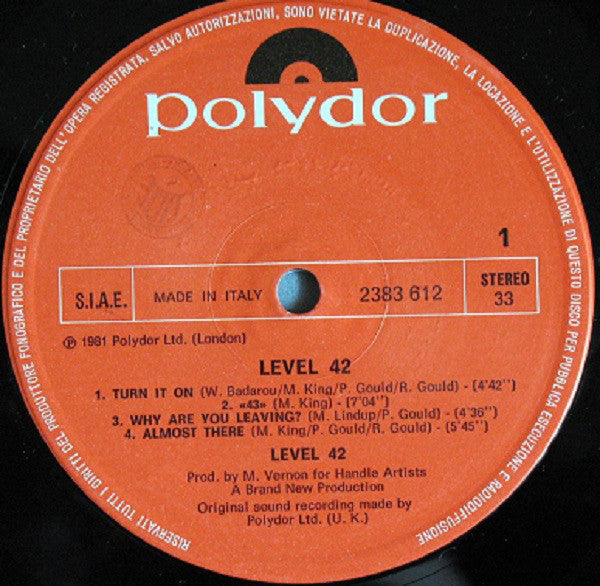 RISERVATI TUTTI I DIRITTI DEL PRODUTTORE FONOGRAFICO E DEL PROPRIETARIO DELL'OPERA REGISTRATA, SALVO AUTORIZZAZIONI, SONO VIETATE LA DUPLICAZIONE, LA LOCAZIONE E L'UTILIZZAZIONE DI QUESTO DISCO PER PUBBLICA ESECUZIONE E RADIODIFFUSIONE
polydor
1
S.I.A.E. MADE IN ITALY 2383 612 STEREO
33
℗ 1981 Polydor Ltd. (London)
LEVEL 42
1. TURN IT ON (W. Badarou/M. King/P. Gould/R. Gould) - (4'42'')
2. «43» (M. King) - (7'04'')
3. WHY ARE YOU LEAVING? (M. Lindup/P. Gould) - (4'36'')
4. ALMOST THERE (M. King/P. Gould/R. Gould) - (5'45'')
LEVEL 42
Prod. by M. Vernon for Handle Artists
A Brand New Production
Original sound recording made by
Polydor Ltd. (U. K.)